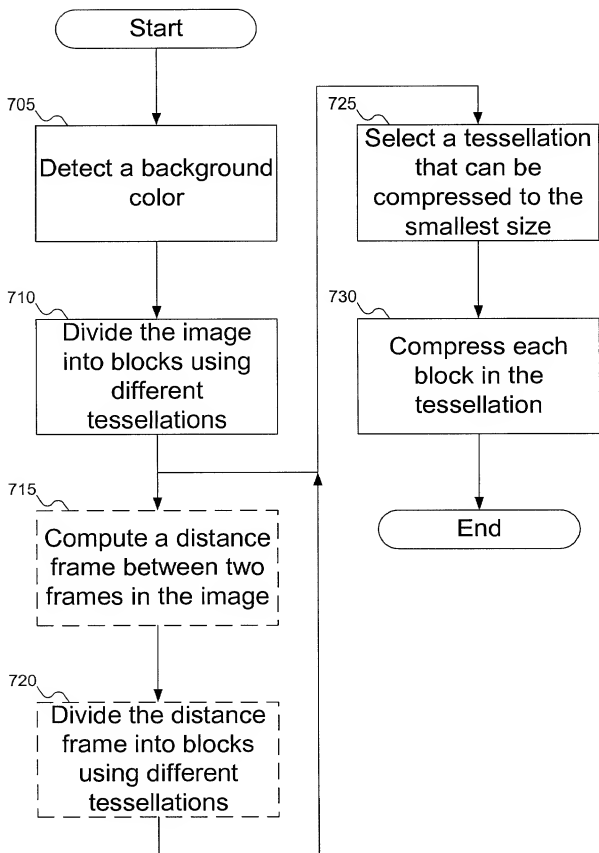 Start
705
Detect a background
color
710
Divide the image
into blocks using
different
tessellations
715
Compute a distance
frame between two
frames in the image
720
Divide the distance
frame into blocks
using different
tessellations
725
Select a tessellation
that can be
compressed to the
smallest size
730
Compress each
block in the
tessellation
End